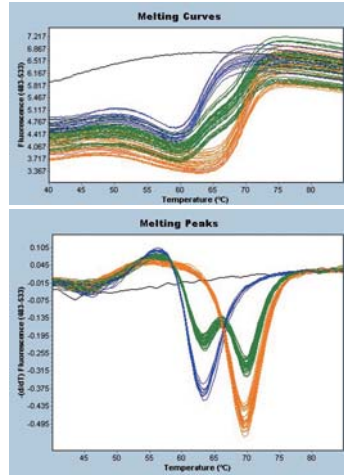 Melting Curves
Fluorescence (483-533)
7.217
6.867
6.517
6.167
5.817
5.467
5.117
4.767
4.417
4.067
3.717
3.367
40 45 50 55 60 65 70 75 80
Temperature (°C)
Melting Peaks
-(d/dT) Fluorescence (483-533)
0.105
0.045
-0.015
-0.075
-0.135
-0.195
-0.255
-0.315
-0.375
-0.435
-0.495
45 50 55 60 65 70 75 80
Temperature (°C)